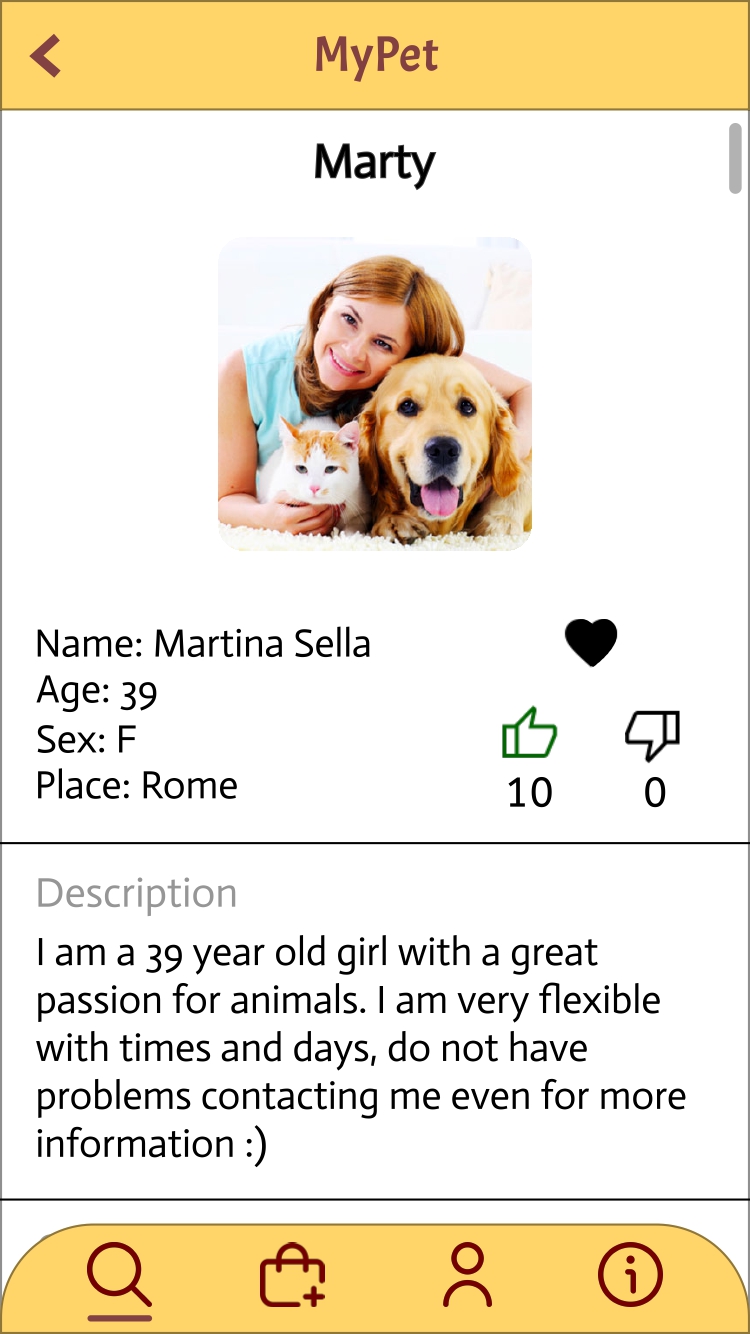 MyPet
Marty
Name: Martina Sella
Age: 39
Sex: F
Place: Rome
10
0
Description
I am a 39 year old girl with a great
passion for animals. I am very flexible
with times and days, do not have
problems contacting me even for more
information :)